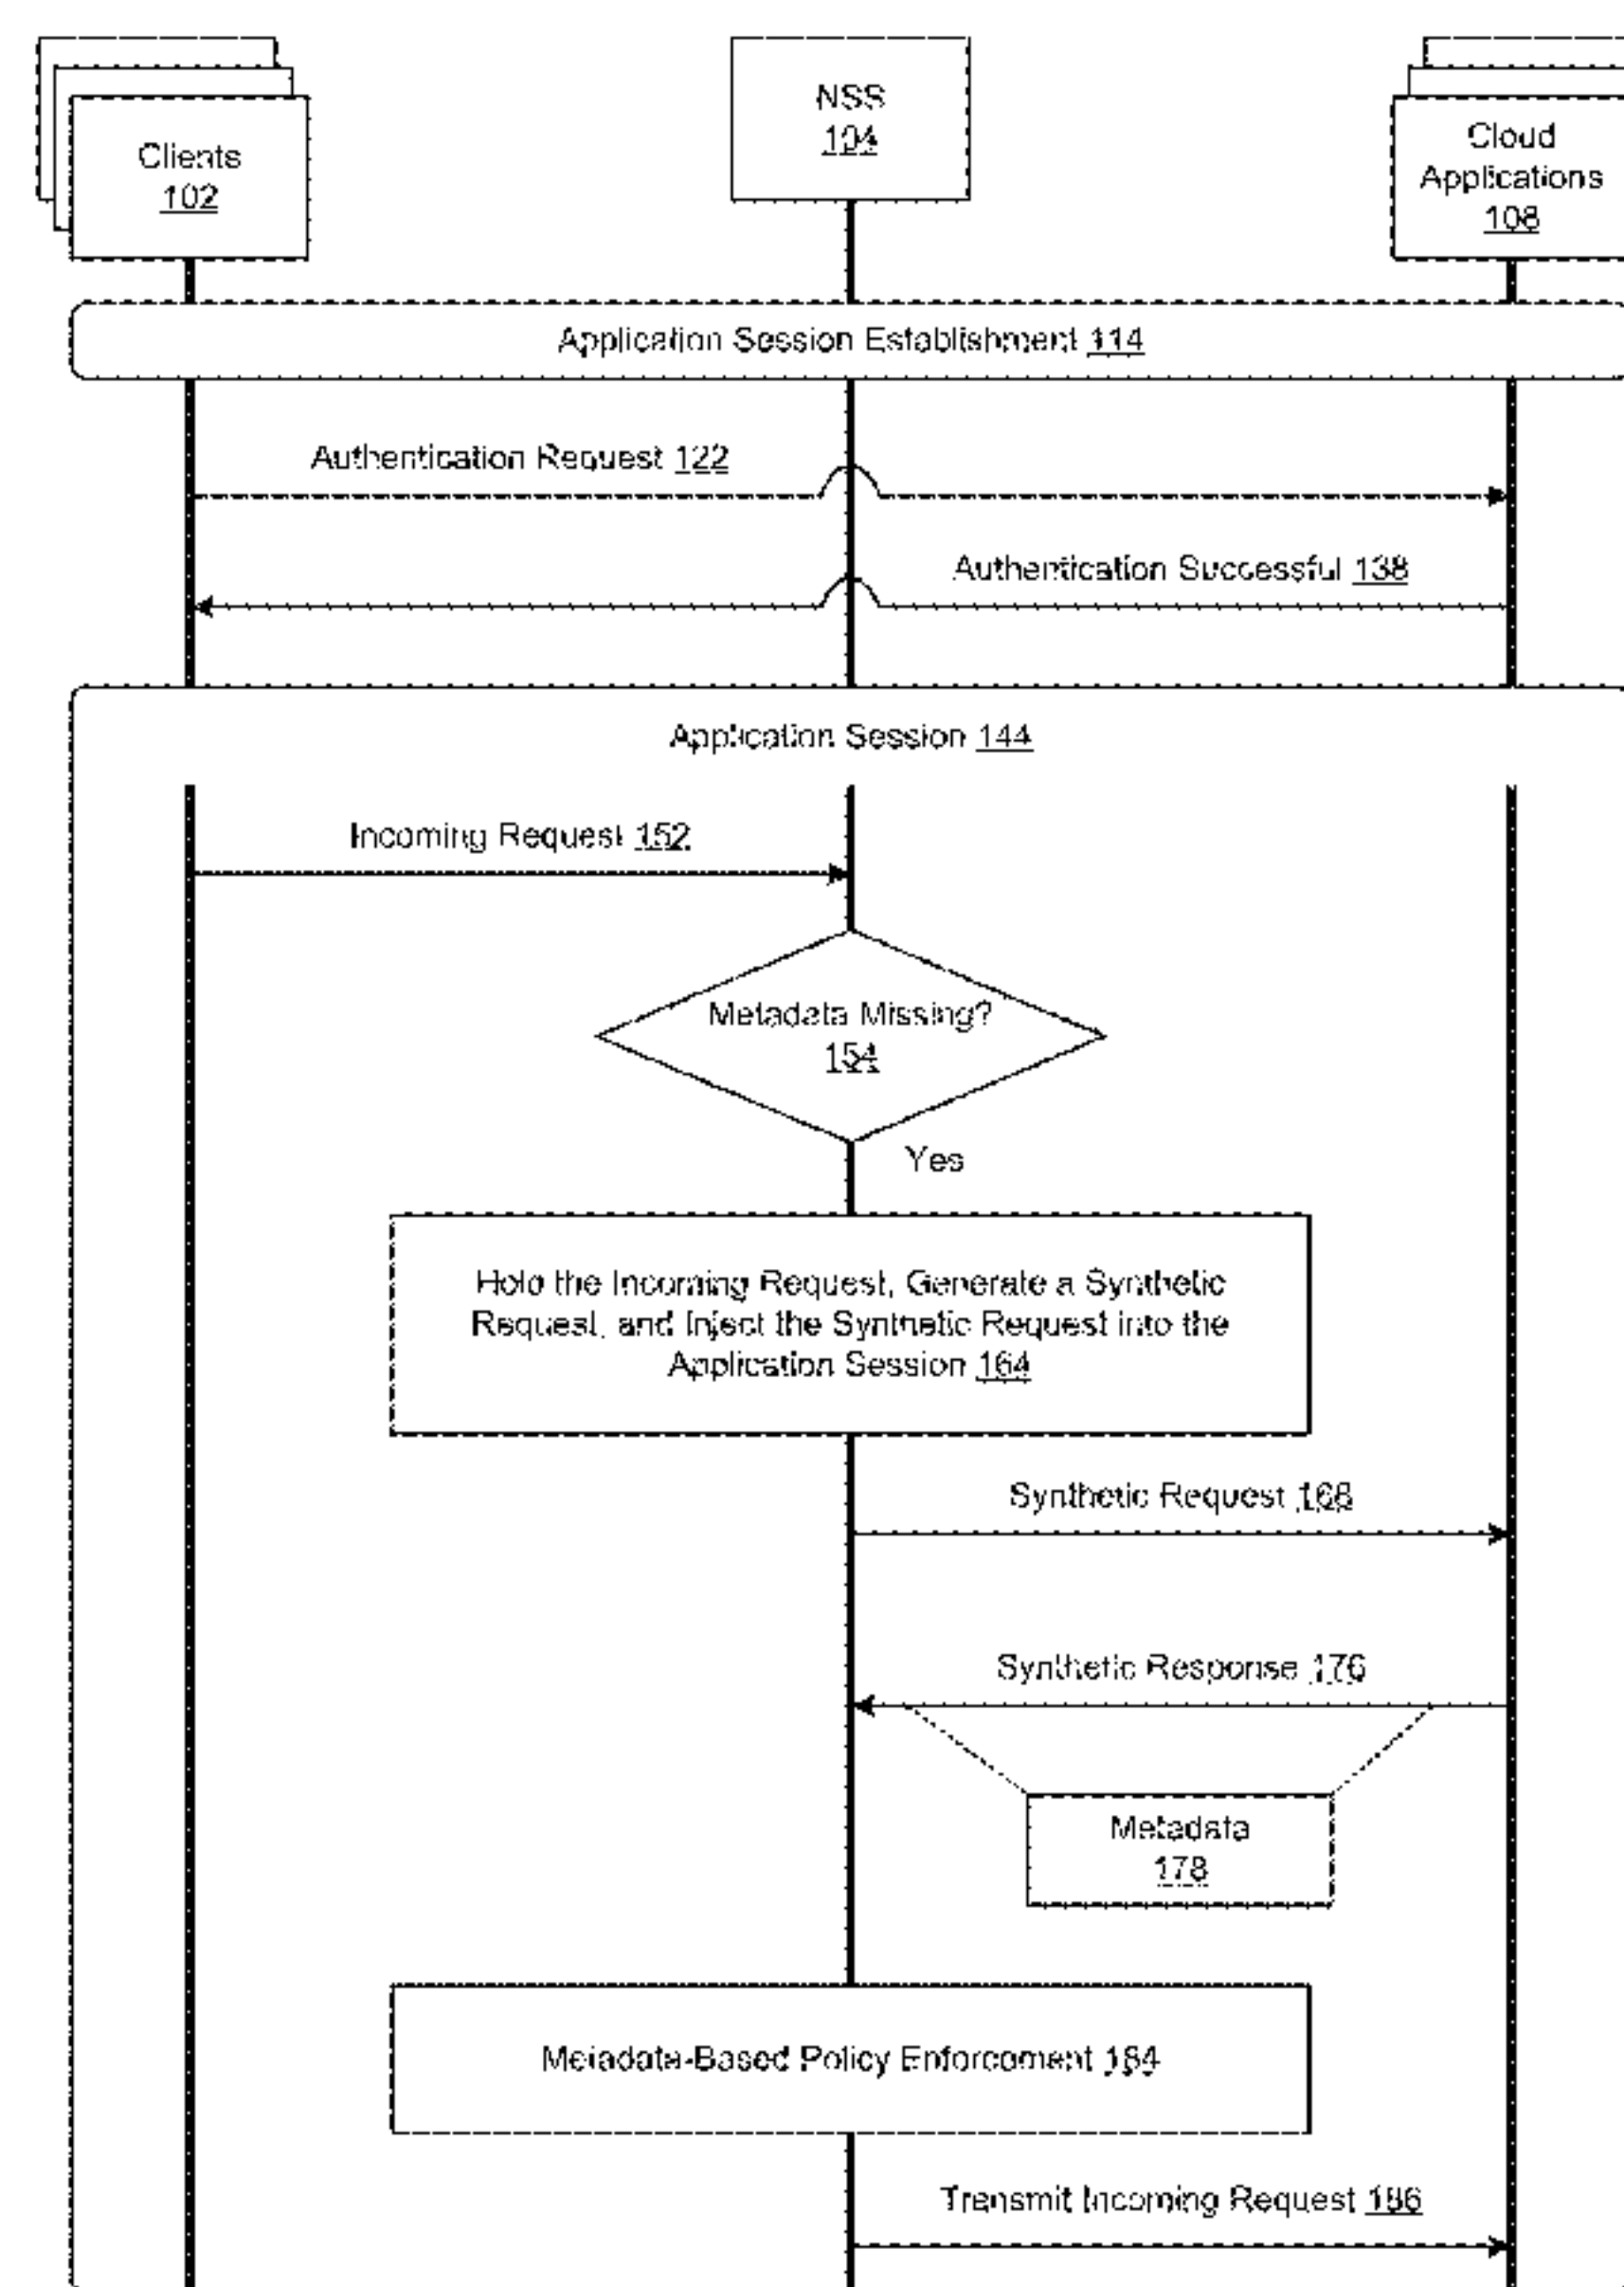 Clients
102
NSS
104
Cloud
Applications
108
Application Session Establishment 114
Authentication Request 122
Authentication Successful 138
Application Session 144
Incoming Request 152
Metadata Missing?
154
Yes
Hold the Incoming Request, Generate a Synthetic
Request, and Inject the Synthetic Request into the
Application Session 164
Synthetic Request 168
Synthetic Response 176
Metadata
178
Metadata-Based Policy Enforcement 184
Transmit Incoming Request 186